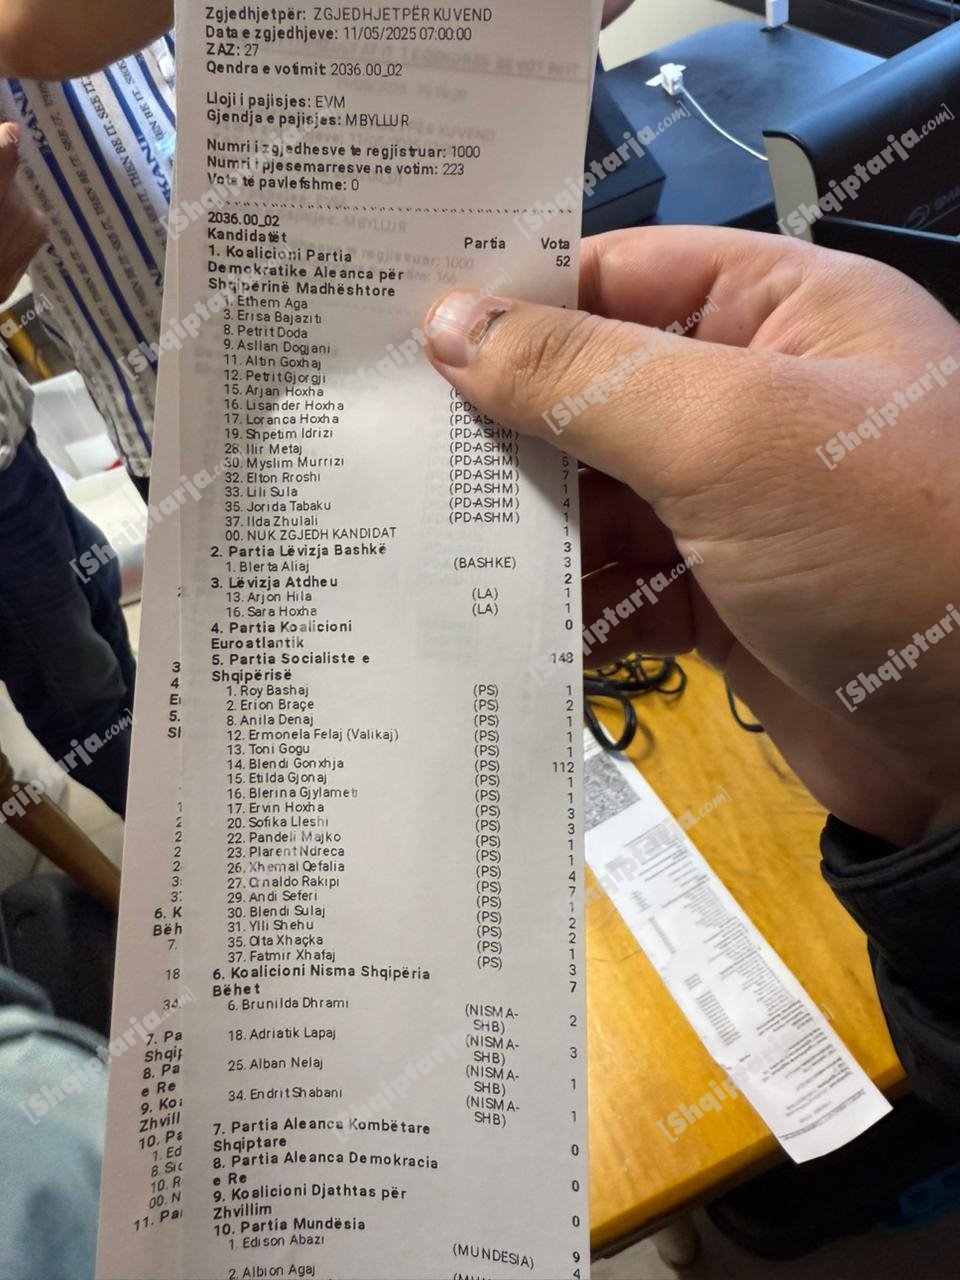 Zgjedhjet për: ZGJEDHJET PËR KUVEND
Data e zgjedhjeve: 11/05/2025 07:00:00
ZAZ: 27
Qendra e votimit 2036.00_02
Lloji i pajisjes: EVM
Gjendja e pajisjes: MBYLLUR
Numri i zgjedhesve te regjistruar: 1000
Numri i pjesemarresve ne votim: 223
Vota të pavlefshme: 0
2036.00_02
Kandidatët Partia Vota
1. Koalicioni Partia 52
Demokratike Aleanca për
Shqipërinë Madhështore
1. Ethem Aga
3. Erisa Bajaziti
8. Petrit Doda
9. Asllan Dogjani
11. Altin Goxhaj
12. Petrit Gjorgji
15. Arjan Hoxha
16. Lisander Hoxha
17. Loranca Hoxha (PD-ASHM)
19. Shpetim Idrizi (PD-ASHM)
26. Ilir Metaj (PD-ASHM)
30. Myslim Murrizi (PD-ASHM) 5
32. Elton Rroshi (PD-ASHM) 7
33. Lili Sula (PD-ASHM) 1
35. Jorida Tabaku (PD-ASHM) 4
37. Ilda Zhulali (PD-ASHM) 1
00. NUK ZGJEDH KANDIDAT 1
2. Partia Lëvizja Bashkë 3
1. Blerta Aliaj (BASHKE) 3
3. Lëvizja Atdheu 2
13. Arjon Hila (LA) 1
16. Sara Hoxha (LA) 1
4. Partia Koalicioni 0
Euroatlantik
5. Partia Socialiste e 148
Shqipërisë
1. Roy Bashaj (PS) 1
2. Erion Braçe (PS) 2
8. Anila Denaj (PS) 1
12. Ermonela Felaj (Valikaj) (PS) 1
13. Toni Gogu (PS) 1
14. Blendi Gonxhja (PS) 112
15. Etilda Gjonaj (PS) 1
16. Blerina Gjylameti (PS) 1
17. Ervin Hoxha (PS) 3
20. Sofika Lleshi (PS) 3
22. Pandeli Majko (PS) 1
23. Plarent Ndreca (PS) 1
26. Xhemal Qefalia (PS) 4
27. Ornaldo Rakipi (PS) 7
29. Andi Seferi (PS) 1
30. Blendi Sulaj (PS) 2
31. Ylli Shehu (PS) 2
35. Olta Xhaçka (PS) 1
37. Fatmir Xhafaj (PS) 3
6. Koalicioni Nisma Shqipëria 7
Bëhet
6. Brunilda Dhrami (NISMA-SHB) 2
18. Adriatik Lapaj (NISMA-SHB) 3
25. Alban Nelaj (NISMA-SHB) 1
34. Endrit Shabani (NISMA-SHB) 1
7. Partia Aleanca Kombëtare 0
Shqiptare
8. Partia Aleanca Demokracia 0
e Re
9. Koalicioni Djathtas për 0
Zhvillim
10. Partia Mundësia 9
1. Edison Abazi (MUNDESIA) 4
2. Albion Agaj
[Shqiptarja.com]